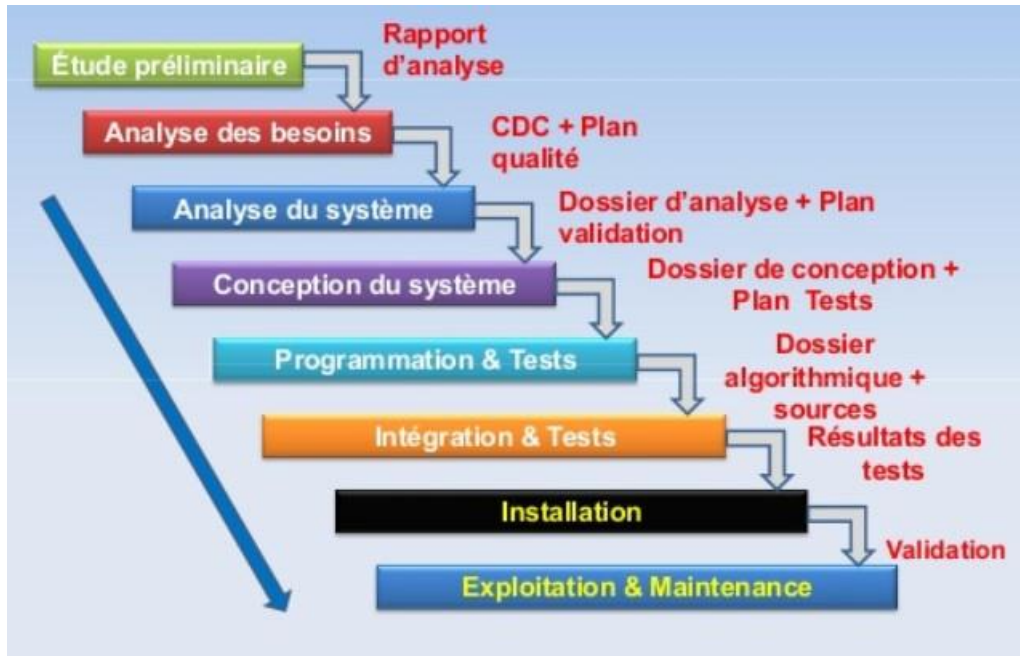 Étude préliminaire
Rapport
d'analyse
Analyse des besoins
CDC + Plan
qualité
Analyse du système
Dossier d'analyse + Plan
validation
Conception du système
Dossier de conception +
Plan Tests
Programmation & Tests
Dossier
algorithmique +
sources
Intégration & Tests
Résultats des
tests
Installation
Validation
Exploitation & Maintenance